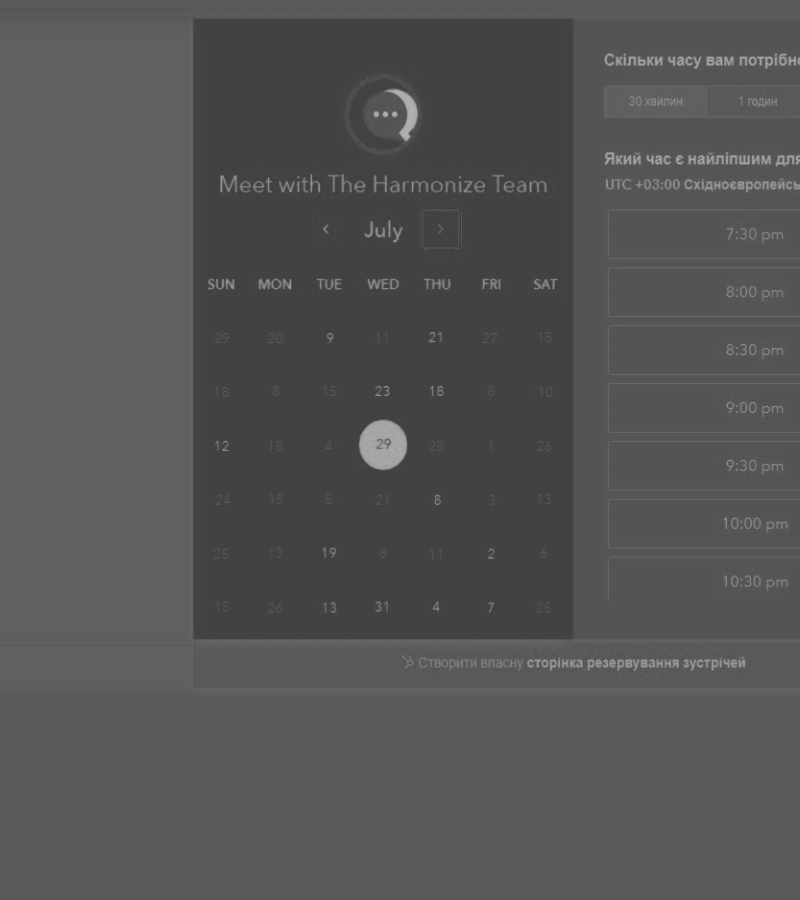 Meet with The Harmonize Team
July
SUN MON TUE WED THU FRI SAT
29 20 9 11 21 27 15
18 8 15 23 18 8 10
12 18 4 29 28 1 26
24 15 5 21 8 3 13
25 13 19 8 11 2 6
15 26 13 31 4 7 25
Скільки часу вам
30 хвилин 1 годин
Який час є найліпшим для
UTC +03:00
7:30 pm
8:00 pm
8:30 pm
9:00 pm
9:30 pm
10:00 pm
10:30 pm
Створити власну сторінка резервування зустрічей